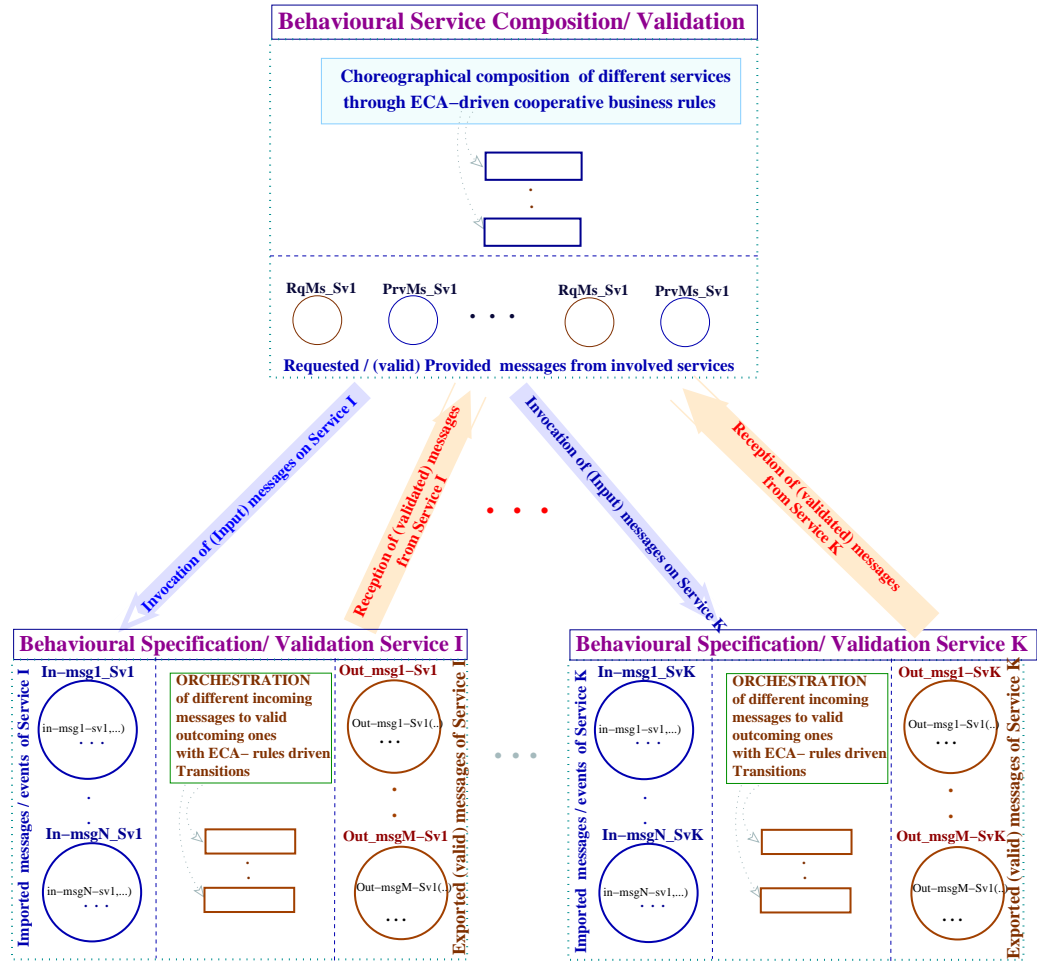 Behavioural Service Composition/ Validation
Choreographical composition of different services
through ECA−driven cooperative business rules
RqMs_Sv1
PrvMs_Sv1
. . .
RqMs_Sv1
PrvMs_Sv1
Requested / (valid) Provided messages from involved services
Invocation of (Input) messages on Service I
Reception of (validated) messages
from Service I
. . .
Invocation of (Input) messages on Service K
Reception of (validated) messages
from Service K
Behavioural Specification/ Validation Service I
Imported messages / events of Service I
In−msg1_Sv1
in−msg1−sv1,...)
. . .
In−msgN_Sv1
in−msgN−sv1,...)
. . .
ORCHESTRATION
of different incoming
messages to valid
outcoming ones
with ECA− rules driven
Transitions
Out_msg1−Sv1
Out−msg1−Sv1(..)
...
Out_msgM−Sv1
Out−msgM−Sv1(..)
...
Exported (valid) messages of Service I
. . .
Behavioural Specification/ Validation Service K
Imported messages / events of Service K
In−msg1_SvK
in−msg1−sv1,...)
. . .
In−msgN_SvK
in−msgN−sv1,...)
. . .
ORCHESTRATION
of different incoming
messages to valid
outcoming ones
with ECA− rules driven
Transitions
Out_msg1−SvK
Out−msg1−Sv1(..)
...
Out_msgM−SvK
Out−msgM−Sv1(..)
...
Exported (valid) messages of Service K